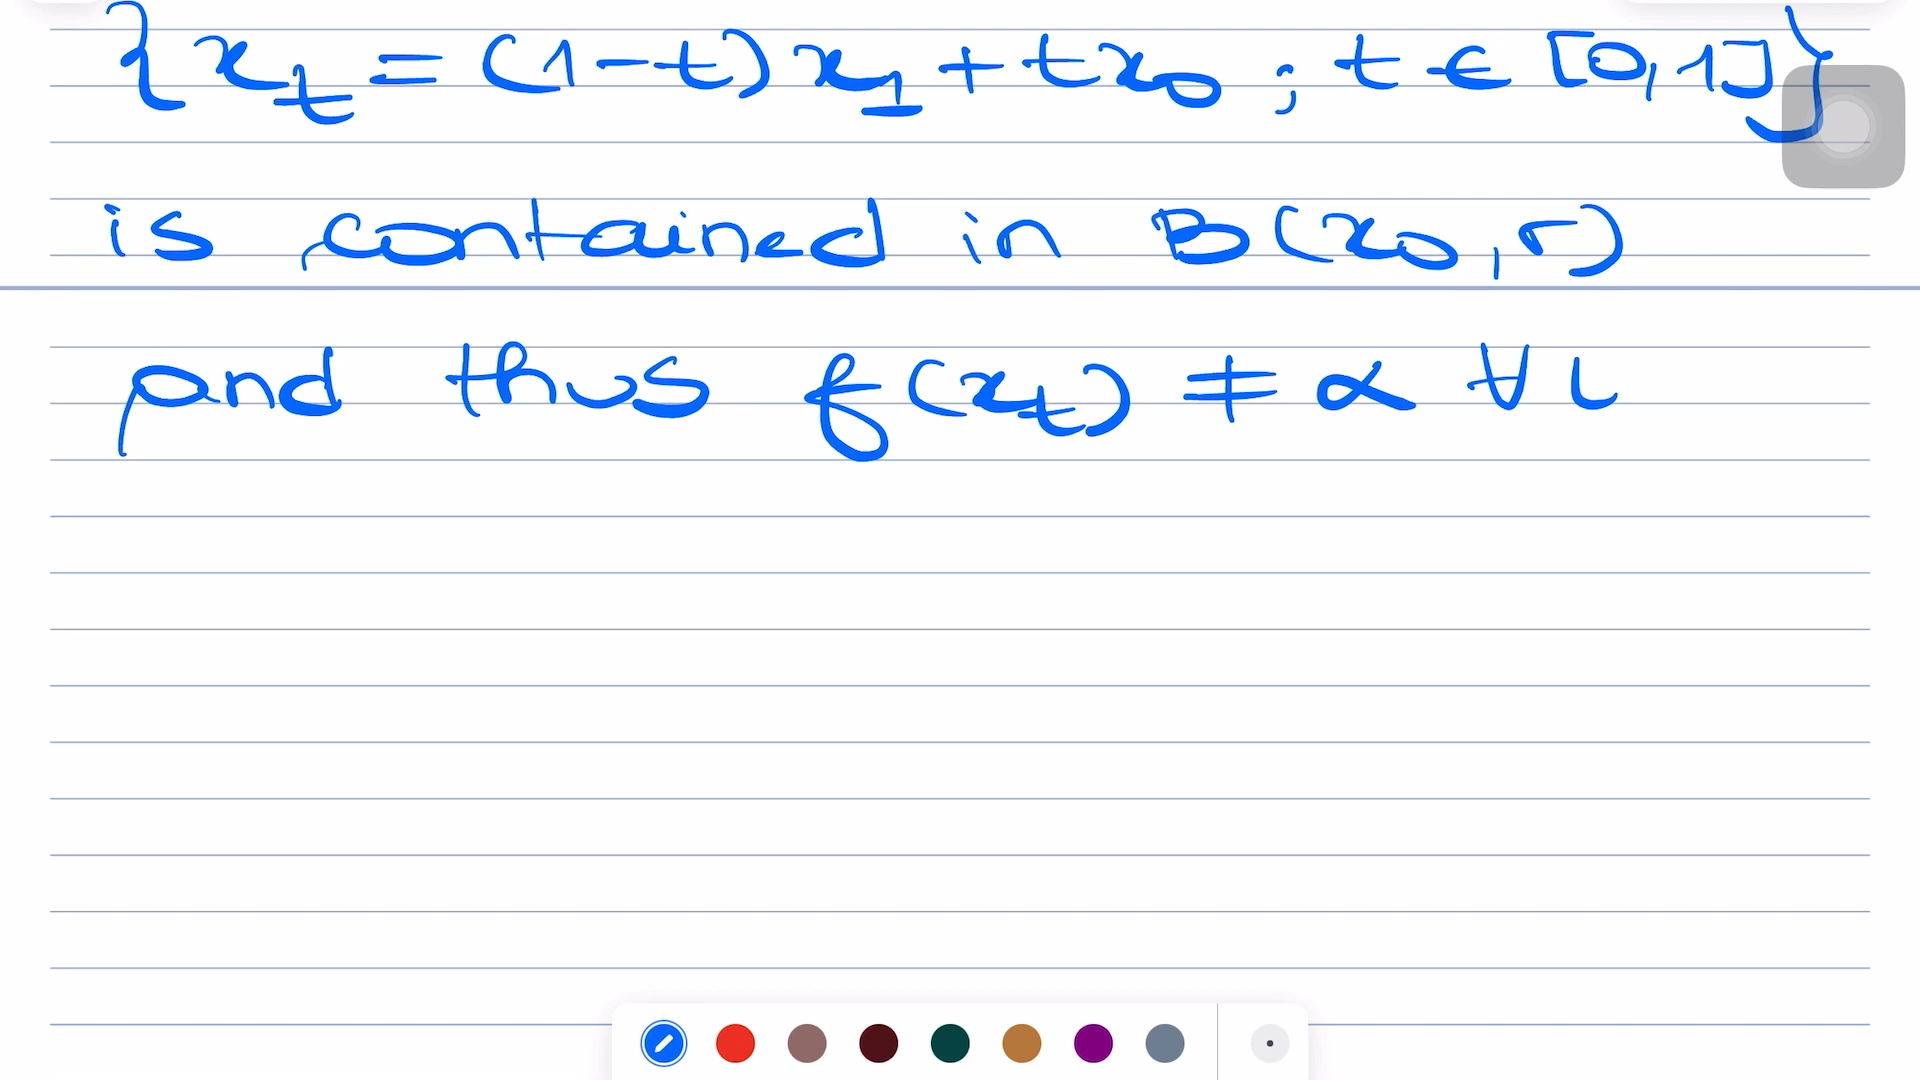 {x_t = (1-t)x_1 + tx_0 ; t ∈ [0,1]}
is contained in B(x_0, r)
and thus f(x_t) ≠ α ∀